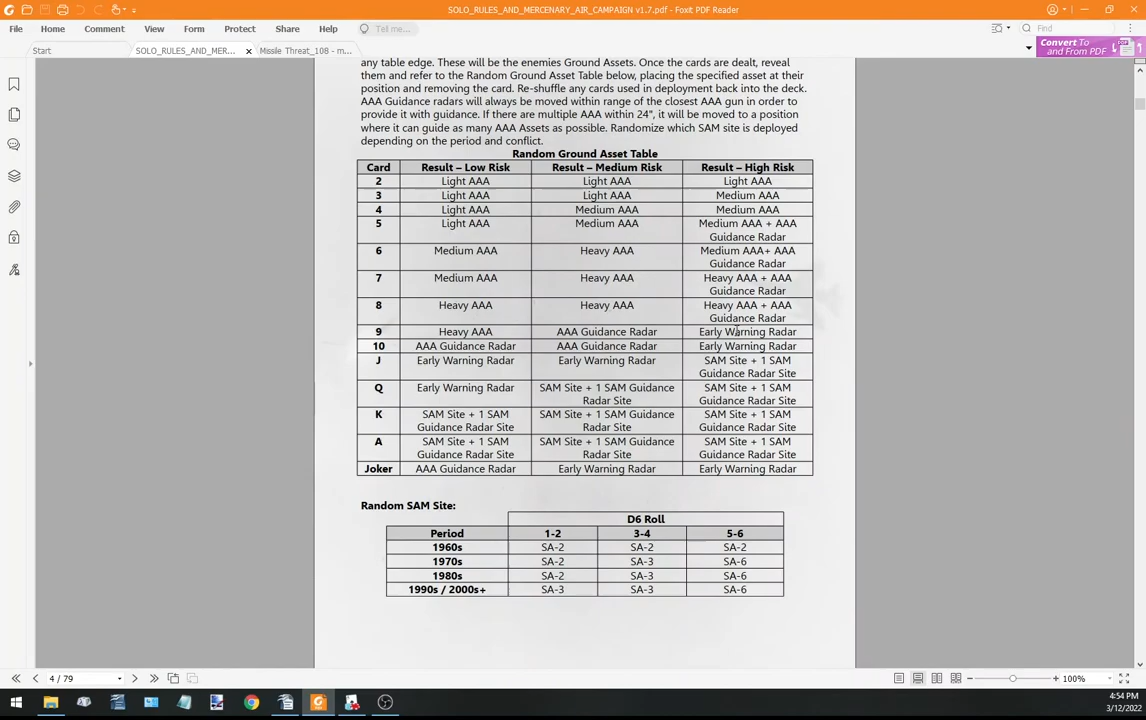 SOLO_RULES_AND_MERCENARY_AIR_CAMPAIGN v1.7.pdf - Foxit PDF Reader
File Home Comment View Form Protect Share Help Tell me... Find
Start SOLO_RULES_AND_MER... Missile Threat_108 - m...
Convert To
and From PDF
any table edge. These will be the enemies Ground Assets. Once the cards are dealt, reveal
them and refer to the Random Ground Asset Table below, placing the specified asset at their
position and removing the card. Re-shuffle any cards used in deployment back into the deck.
AAA Guidance radars will always be moved within range of the closest AAA gun in order to
provide it with guidance. If there are multiple AAA within 24", it will be moved to a position
where it can guide as many AAA Assets as possible. Randomize which SAM site is deployed
depending on the period and conflict.
Random Ground Asset Table
Card Result – Low Risk Result – Medium Risk Result – High Risk
2 Light AAA Light AAA Light AAA
3 Light AAA Light AAA Medium AAA
4 Light AAA Medium AAA Medium AAA
5 Light AAA Medium AAA Medium AAA + AAA
Guidance Radar
6 Medium AAA Heavy AAA Medium AAA+ AAA
Guidance Radar
7 Medium AAA Heavy AAA Heavy AAA + AAA
Guidance Radar
8 Heavy AAA Heavy AAA Heavy AAA + AAA
Guidance Radar
9 Heavy AAA AAA Guidance Radar Early Warning Radar
10 AAA Guidance Radar AAA Guidance Radar Early Warning Radar
J Early Warning Radar Early Warning Radar SAM Site + 1 SAM
Guidance Radar Site
Q Early Warning Radar SAM Site + 1 SAM Guidance SAM Site + 1 SAM
Radar Site Guidance Radar Site
K SAM Site + 1 SAM SAM Site + 1 SAM Guidance SAM Site + 1 SAM
Guidance Radar Site Radar Site Guidance Radar Site
A SAM Site + 1 SAM SAM Site + 1 SAM Guidance SAM Site + 1 SAM
Guidance Radar Site Radar Site Guidance Radar Site
Joker AAA Guidance Radar Early Warning Radar Early Warning Radar
Random SAM Site:
D6 Roll
Period 1-2 3-4 5-6
1960s SA-2 SA-2 SA-2
1970s SA-2 SA-3 SA-6
1980s SA-2 SA-3 SA-6
1990s / 2000s+ SA-3 SA-3 SA-6
4 / 79 100%
4:54 PM
3/12/2022